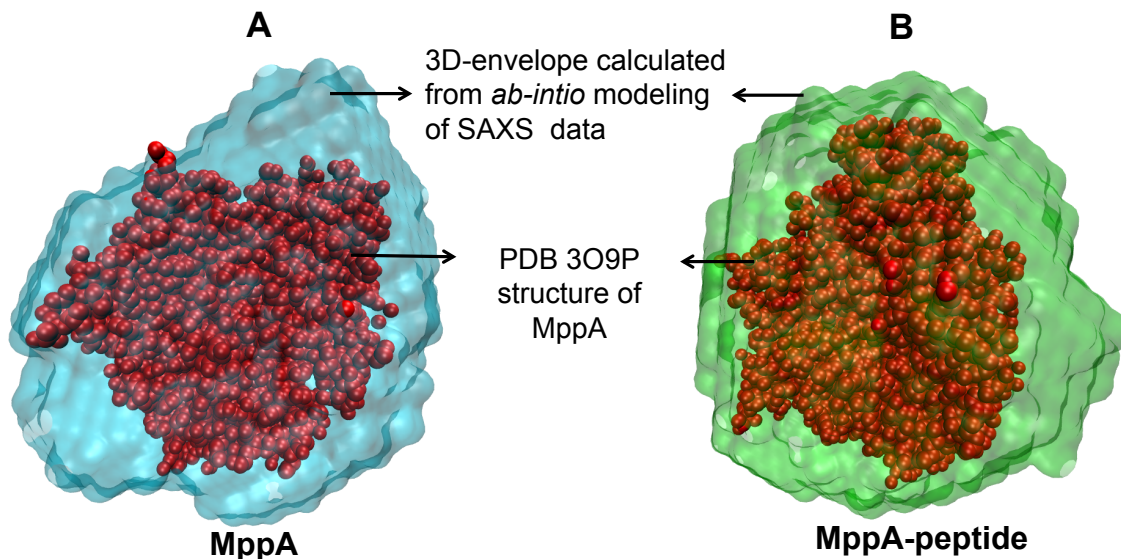 A
B
3D-envelope calculated
from ab-intio modeling
of SAXS data
PDB 3O9P
structure of
MppA
MppA
MppA-peptide